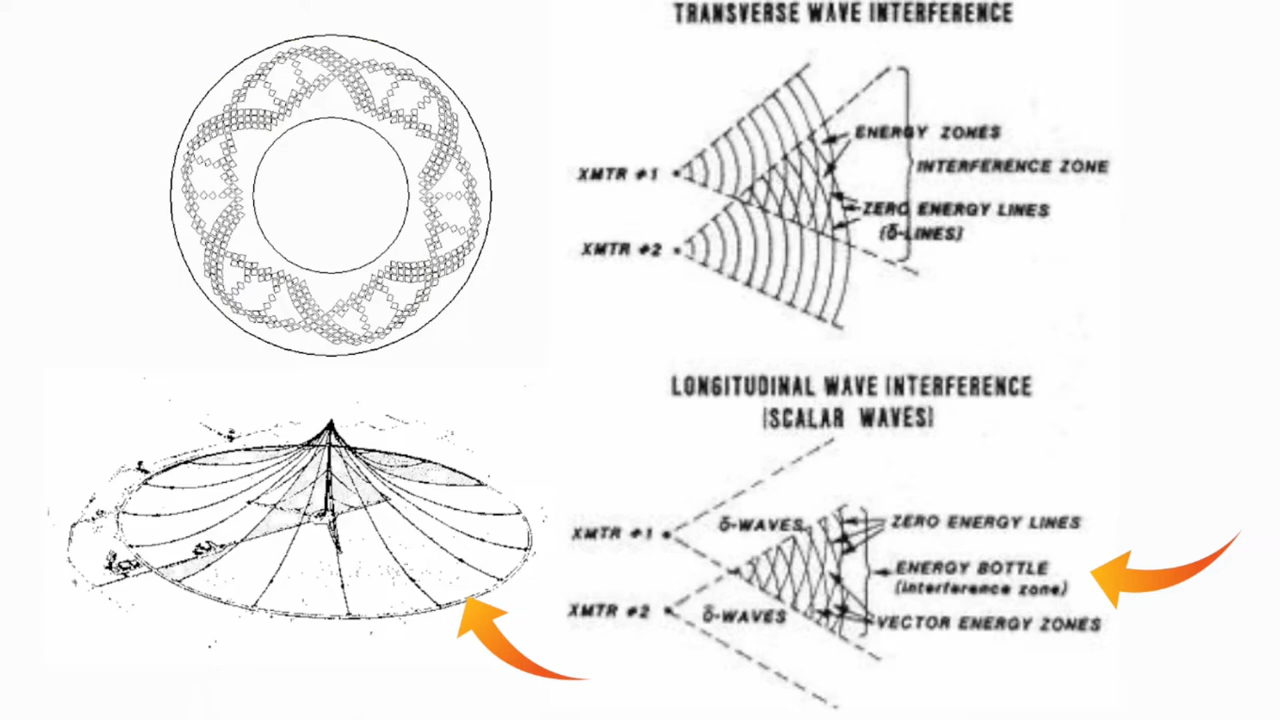 TRANSVERSE WAVE INTERFERENCE
ENERGY ZONES
XMTR #1
INTERFERENCE ZONE
ZERO ENERGY LINES
(δ-LINES)
XMTR #2
LONGITUDINAL WAVE INTERFERENCE
[SCALAR WAVES]
δ-WAVES
ZERO ENERGY LINES
XMTR #1
ENERGY BOTTLE
(interference zone)
XMTR #2
δ-WAVES
VECTOR ENERGY ZONES